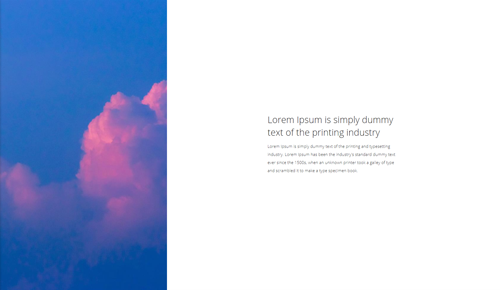 Lorem Ipsum is simply dummy
text of the printing industry
Lorem Ipsum is simply dummy text of the printing and typesetting
industry. Lorem Ipsum has been the industry's standard dummy text
ever since the 1500s, when an unknown printer took a galley of type
and scrambled it to make a type specimen book.